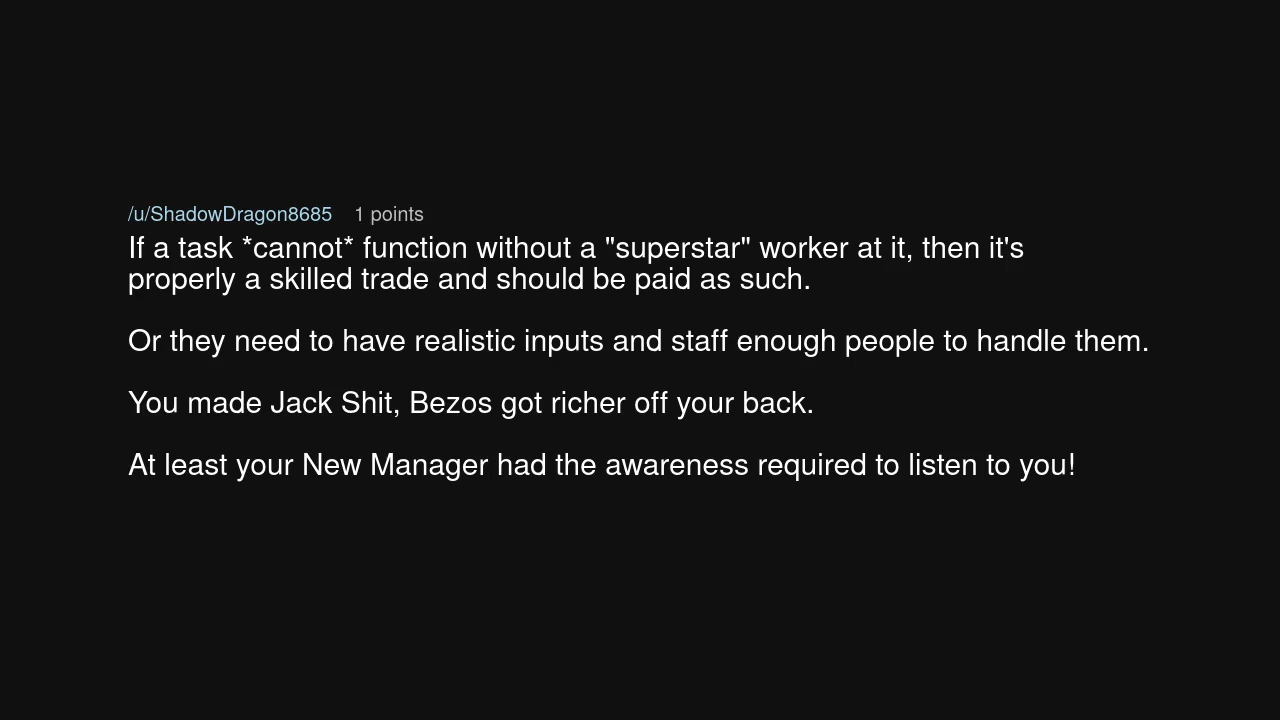 /u/ShadowDragon8685 1 points
If a task *cannot* function without a "superstar" worker at it, then it's
properly a skilled trade and should be paid as such.
Or they need to have realistic inputs and staff enough people to handle them.
You made Jack Shit, Bezos got richer off your back.
At least your New Manager had the awareness required to listen to you!